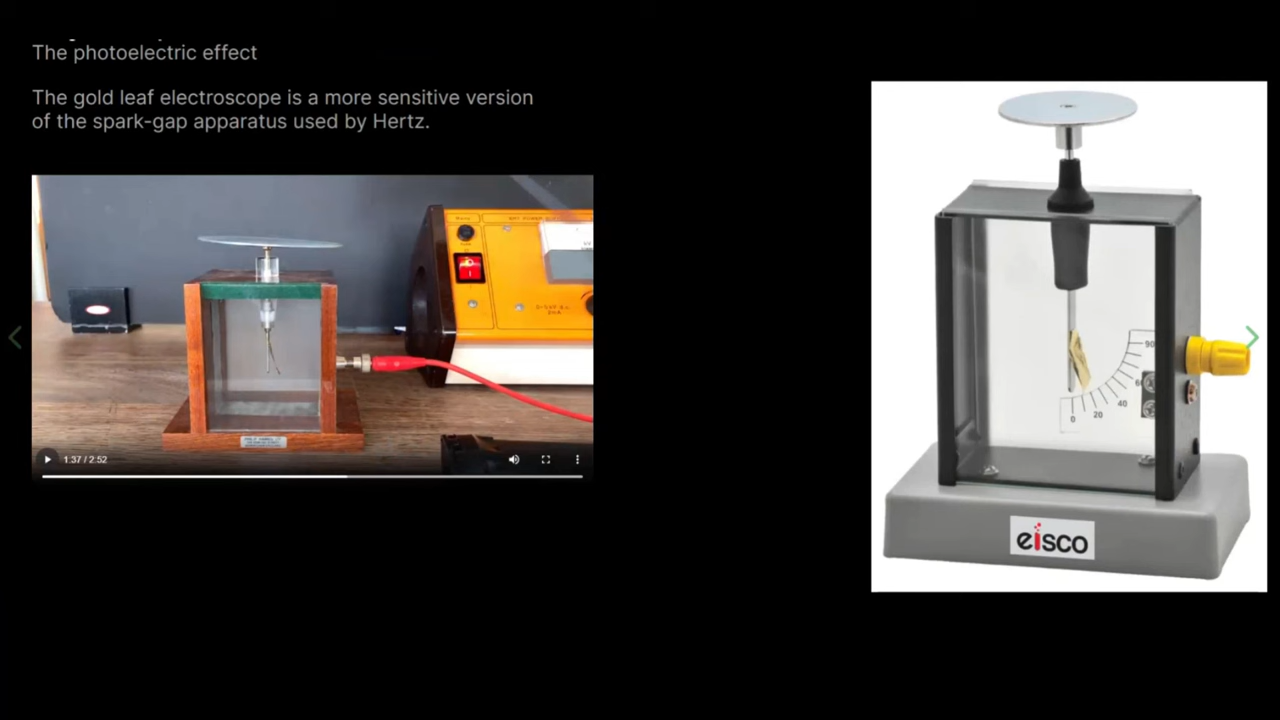 The photoelectric effect
The gold leaf electroscope is a more sensitive version
of the spark-gap apparatus used by Hertz.
1:37 / 2:52
90
40
20
0
eisco